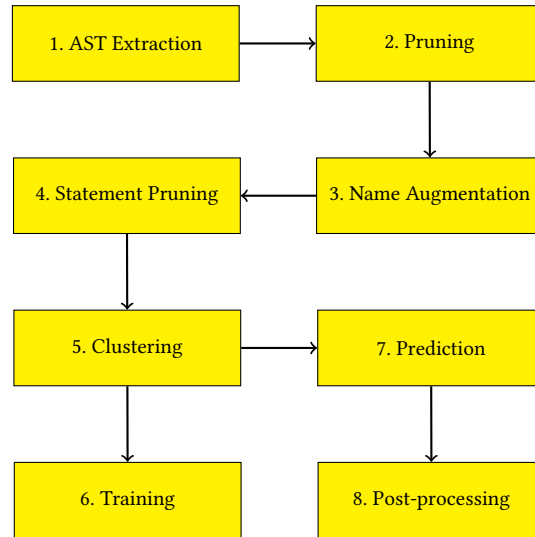 1. AST Extraction
2. Pruning
4. Statement Pruning
3. Name Augmentation
5. Clustering
7. Prediction
6. Training
8. Post-processing